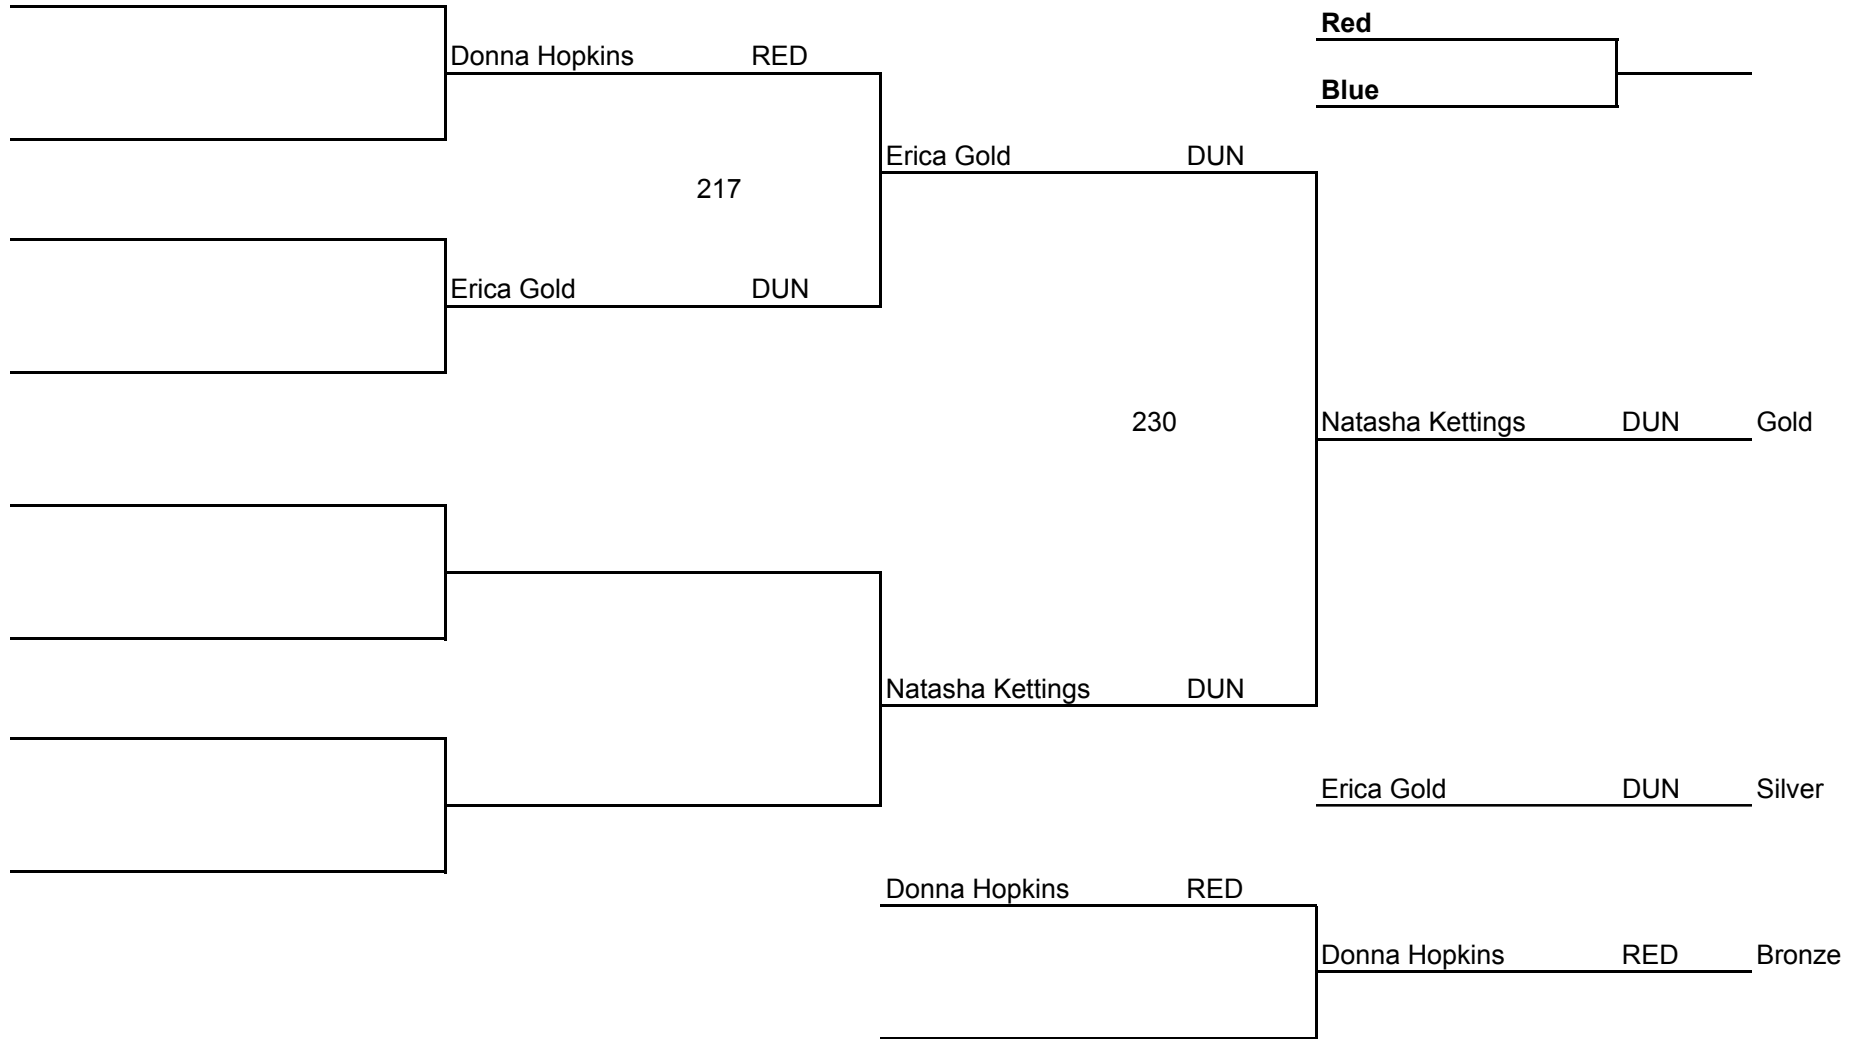 Red
Donna Hopkins RED
Blue
Erica Gold DUN
217
Erica Gold DUN
230
Natasha Kettings DUN Gold
Natasha Kettings DUN
Erica Gold DUN Silver
Donna Hopkins RED
Donna Hopkins RED Bronze